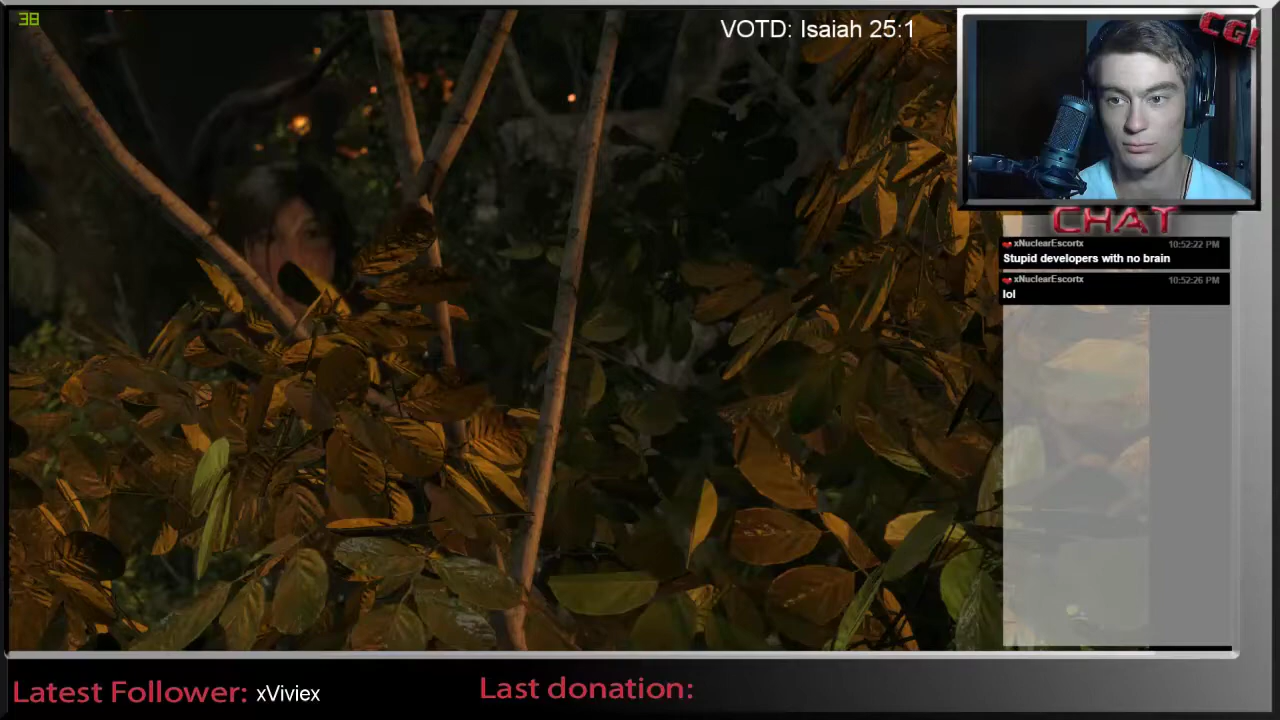 38
VOTD: Isaiah 25:1
CGI
CHAT
xNuclearEscortx 10:52:22 PM
Stupid developers with no brain
xNuclearEscortx 10:52:26 PM
lol
Latest Follower: xViviex
Last donation: